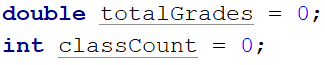 double totalGrades = 0;
int classCount = 0;